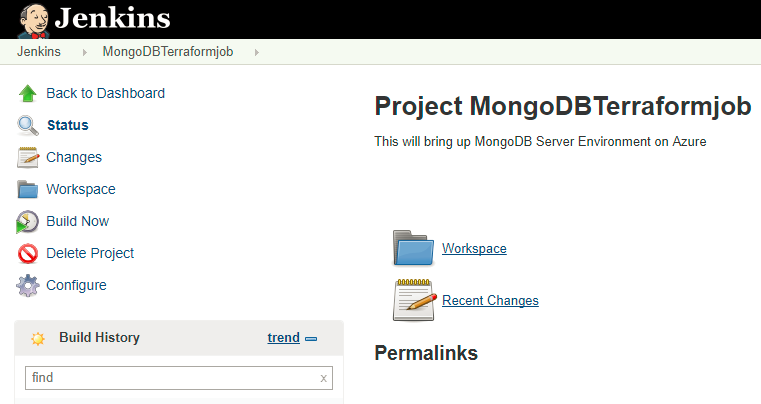 Jenkins
Jenkins
MongoDBTerraformjob
Back to Dashboard
Status
Changes
Workspace
Build Now
Delete Project
Configure
Build History
trend
find
x
Project MongoDBTerraformjob
This will bring up MongoDB Server Environment on Azure
Workspace
Recent Changes
Permalinks